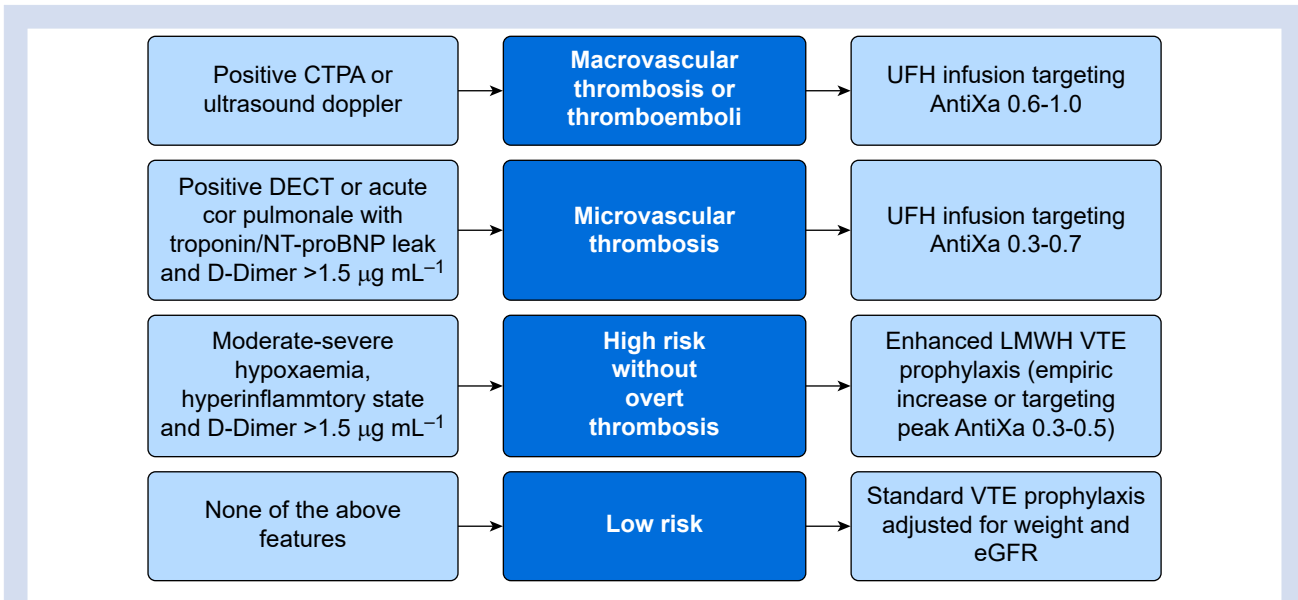 Positive CTPA or
ultrasound doppler
Macrovascular
thrombosis or
thromboemboli
UFH infusion targeting
AntiXa 0.6-1.0
Positive DECT or acute
cor pulmonale with
troponin/NT-proBNP leak
and D-Dimer >1.5 μg mL⁻¹
Microvascular
thrombosis
UFH infusion targeting
AntiXa 0.3-0.7
Moderate-severe
hypoxaemia,
hyperinflammtory state
and D-Dimer >1.5 μg mL⁻¹
High risk
without
overt
thrombosis
Enhanced LMWH VTE
prophylaxis (empiric
increase or targeting
peak AntiXa 0.3-0.5)
None of the above
features
Low risk
Standard VTE prophylaxis
adjusted for weight and
eGFR